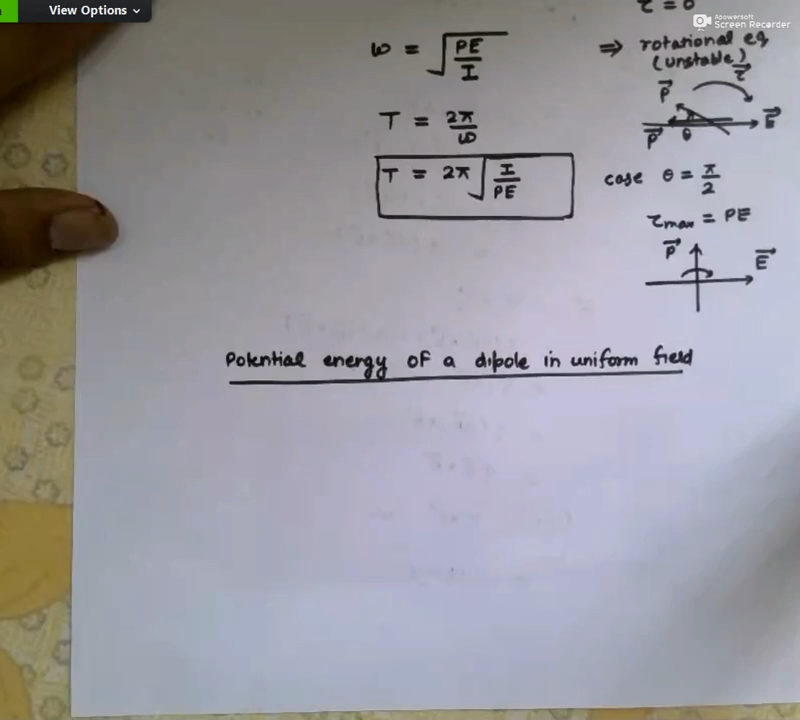 View Options
Apowersoft
Screen Recorder
ω = √PE/I
T = 2π/ω
T = 2π √I/PE
τ = 0
⇒ rotational eq
(unstable)
τ⃗
P⃗
E⃗
P⃗
θ
case θ = π/2
τmax = PE
P⃗
E⃗
Potential energy of a dipole in uniform field